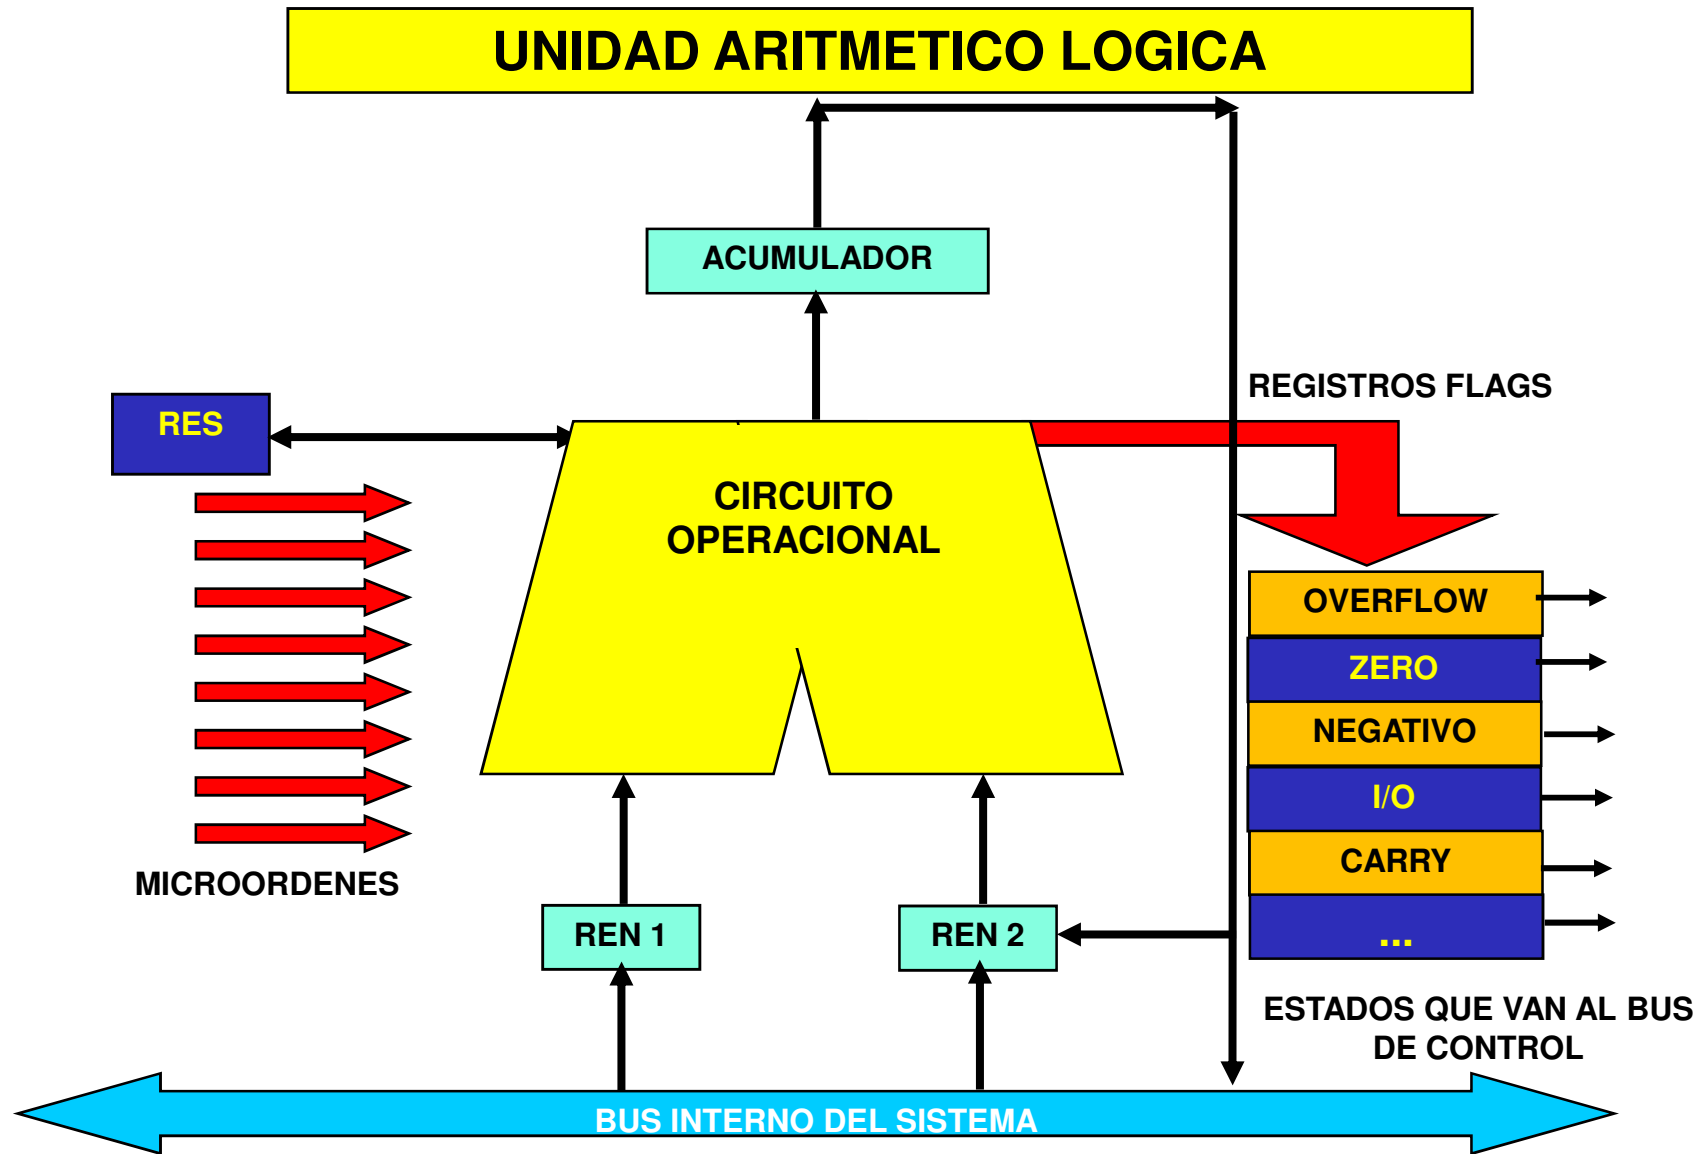 UNIDAD ARITMETICO LOGICA
ACUMULADOR
REGISTROS FLAGS
RES
CIRCUITO
OPERACIONAL
OVERFLOW
ZERO
NEGATIVO
I/O
CARRY
...
MICROORDENES
REN 1
REN 2
ESTADOS QUE VAN AL BUS
DE CONTROL
BUS INTERNO DEL SISTEMA